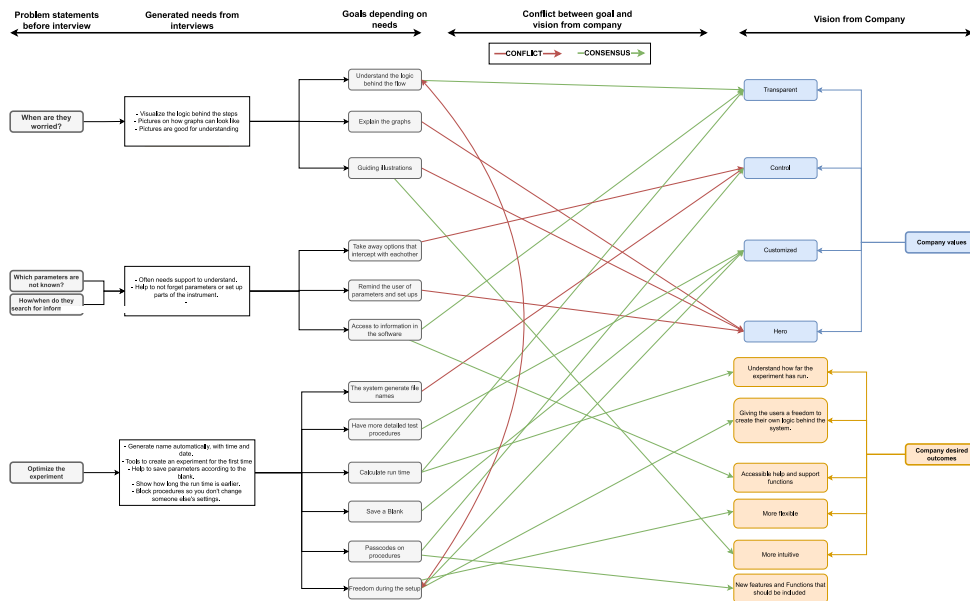 Problem statements
before interview
Generated needs from
interviews
Goals depending on
needs
Conflict between goal and
vision from company
Vision from Company
CONFLICT
CONSENSUS
When are they
worried?
- Visualize the logic behind the steps
- Pictures on how graphs can look like
- Pictures are good for understanding
Understand the logic
behind the flow
Explain the graphs
Guiding illustrations
Transparent
Control
Customized
Hero
Company values
Which parameters are
not known?
How/when do they
search for inforn
- Often needs support to understand.
- Help to not forget parameters or set up
parts of the instrument.
-
Take away options that
intercept with eachother
Remind the user of
parameters and set ups
Access to information in
the software
Optimize the
experiment
- Generate name automatically, with time and
date.
- Tools to create an experiment for the first time
- Help to save parameters according to the
blank.
- Show how long the run time is earlier.
- Block procedures so you don't change
someone else's settings.
The system generate file
names
Have more detailed test
procedures
Calculate run time
Save a Blank
Passcodes on
procedures
Freedom during the setup
Understand how far the
experiment has run.
Giving the users a freedom to
create their own logic behind the
system.
Accessible help and support
functions
More flexible
More intuitive
New features and Functions that
should be included
Company desired
outcomes